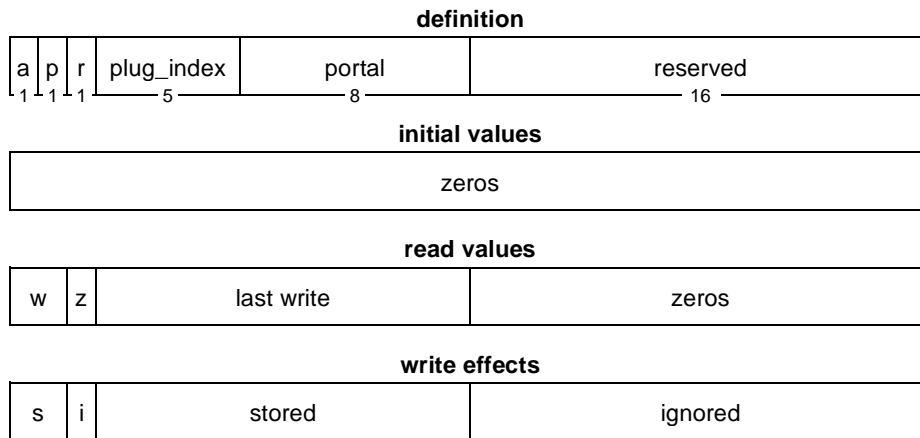 definition
a p r plug_index portal reserved
1 1 1 5 8 16
initial values
zeros
read values
w z last write zeros
write effects
s i stored ignored